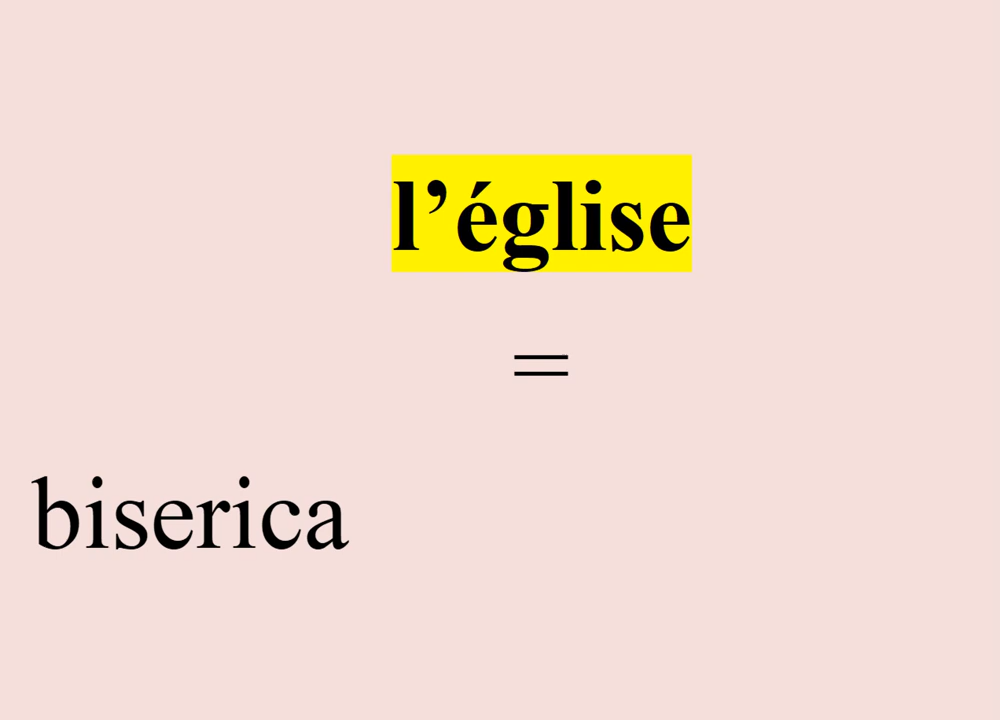 l’église
=
biserica